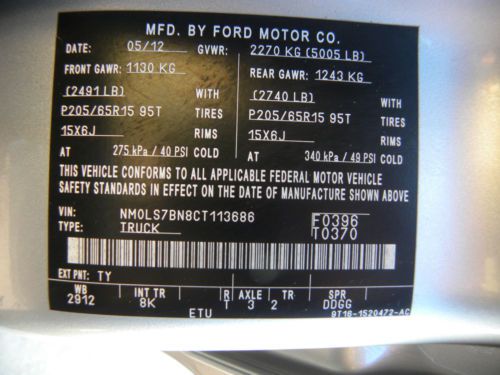 MFD. BY FORD MOTOR CO.
DATE: 05/12 GVWR: 2270 KG (5005 LB)
FRONT GAWR: 1130 KG REAR GAWR: 1243 KG
(2491 LB) WITH (2740 LB) WITH
P205/65R15 95T TIRES P205/65R15 95T TIRES
15X6J RIMS 15X6J RIMS
AT 275 kPa / 40 PSI COLD AT 340 kPa / 49 PSI COLD
THIS VEHICLE CONFORMS TO ALL APPLICABLE FEDERAL MOTOR VEHICLE
SAFETY STANDARDS IN EFFECT ON THE DATE OF MANUFACTURE SHOWN ABOVE
VIN: NM0LS7BN8CT113686 F0396
TYPE: TRUCK T0370
EXT PNT: TY
WB INT TR R AXLE TR SPR
2912 8K T 3 2 DDGG
ETU 9T16-1520472-AC